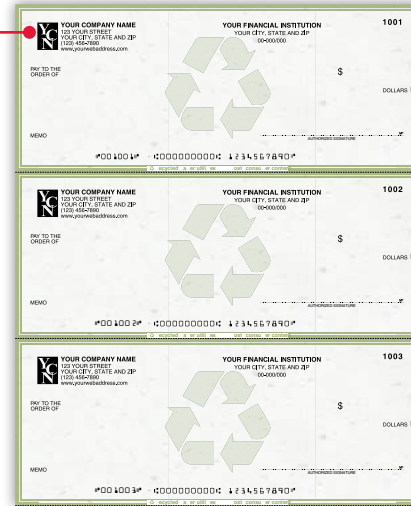 YCN
YOUR COMPANY NAME
123 YOUR STREET
YOUR CITY, STATE AND ZIP
(123) 456-7890
www.yourwebaddress.com
YOUR FINANCIAL INSTITUTION
YOUR CITY, STATE AND ZIP
00-000/000
1001
PAY TO THE
ORDER OF
$
DOLLARS
MEMO
AUTHORIZED SIGNATURE
⑈001001⑈ ⑆000000000⑆ 1234567890⑈
YCN
YOUR COMPANY NAME
123 YOUR STREET
YOUR CITY, STATE AND ZIP
(123) 456-7890
www.yourwebaddress.com
YOUR FINANCIAL INSTITUTION
YOUR CITY, STATE AND ZIP
00-000/000
1002
PAY TO THE
ORDER OF
$
DOLLARS
MEMO
AUTHORIZED SIGNATURE
⑈001002⑈ ⑆000000000⑆ 1234567890⑈
YCN
YOUR COMPANY NAME
123 YOUR STREET
YOUR CITY, STATE AND ZIP
(123) 456-7890
www.yourwebaddress.com
YOUR FINANCIAL INSTITUTION
YOUR CITY, STATE AND ZIP
00-000/000
1003
PAY TO THE
ORDER OF
$
DOLLARS
MEMO
AUTHORIZED SIGNATURE
⑈001003⑈ ⑆000000000⑆ 1234567890⑈